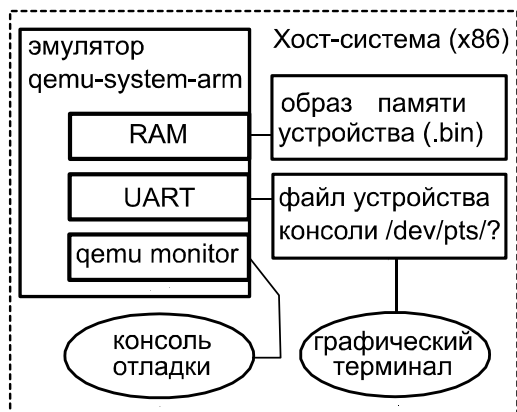 эмулятор
qemu-system-arm
Хост-система (x86)
RAM
образ памяти
устройства (.bin)
UART
файл устройства
консоли /dev/pts/?
qemu monitor
консоль
отладки
графический
терминал